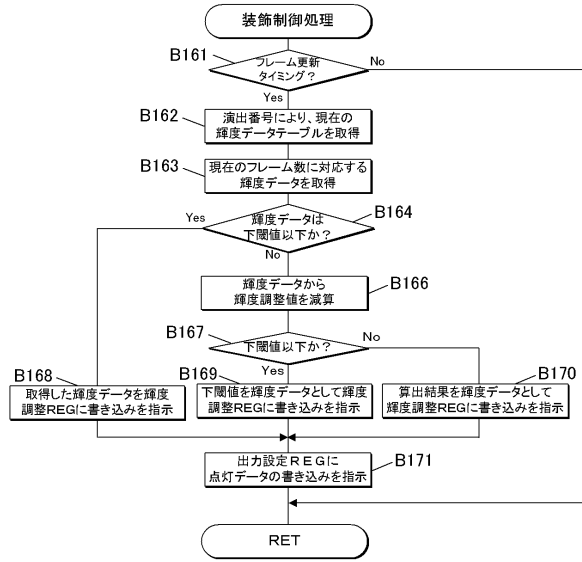 装飾制御処理
B161
フレーム更新
タイミング?
No
Yes
B162
演出番号により、現在の
輝度データテーブルを取得
B163
現在のフレーム数に対応する
輝度データを取得
B164
Yes
輝度データは
下閾値以下か?
No
輝度データから
輝度調整値を減算
B166
B167
下閾値以下か?
No
Yes
B168
取得した輝度データを輝度
調整REGに書き込みを指示
B169
下閾値を輝度データとして輝度
調整REGに書き込みを指示
B170
算出結果を輝度データとして
輝度調整REGに書き込みを指示
出力設定REGに
点灯データの書き込みを指示
B171
RET